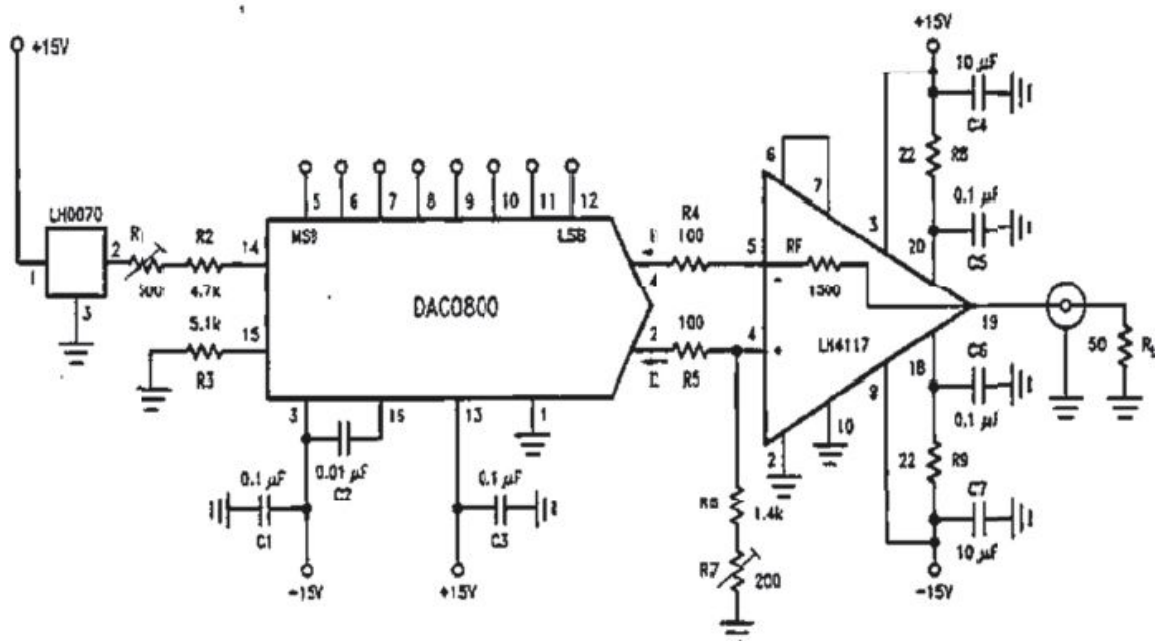 +15V
LH0070
1
2
3
R1
R2
4.7k
14
5.1k
R3
15
5
6
7
8
9
10
11
12
MSB
LSB
DAC0800
4
2
3
16
13
1
0.01 µF
C2
0.1 µF
C1
-15V
0.1 µF
C3
+15V
R4
100
100
R5
5
4
RF
1500
6
7
3
20
19
18
10
2
R6
1.4k
R7
200
+15V
10 µF
C4
22
R8
0.1 µF
C5
50
C6
0.1 µF
22
R9
C7
10 µF
-15V